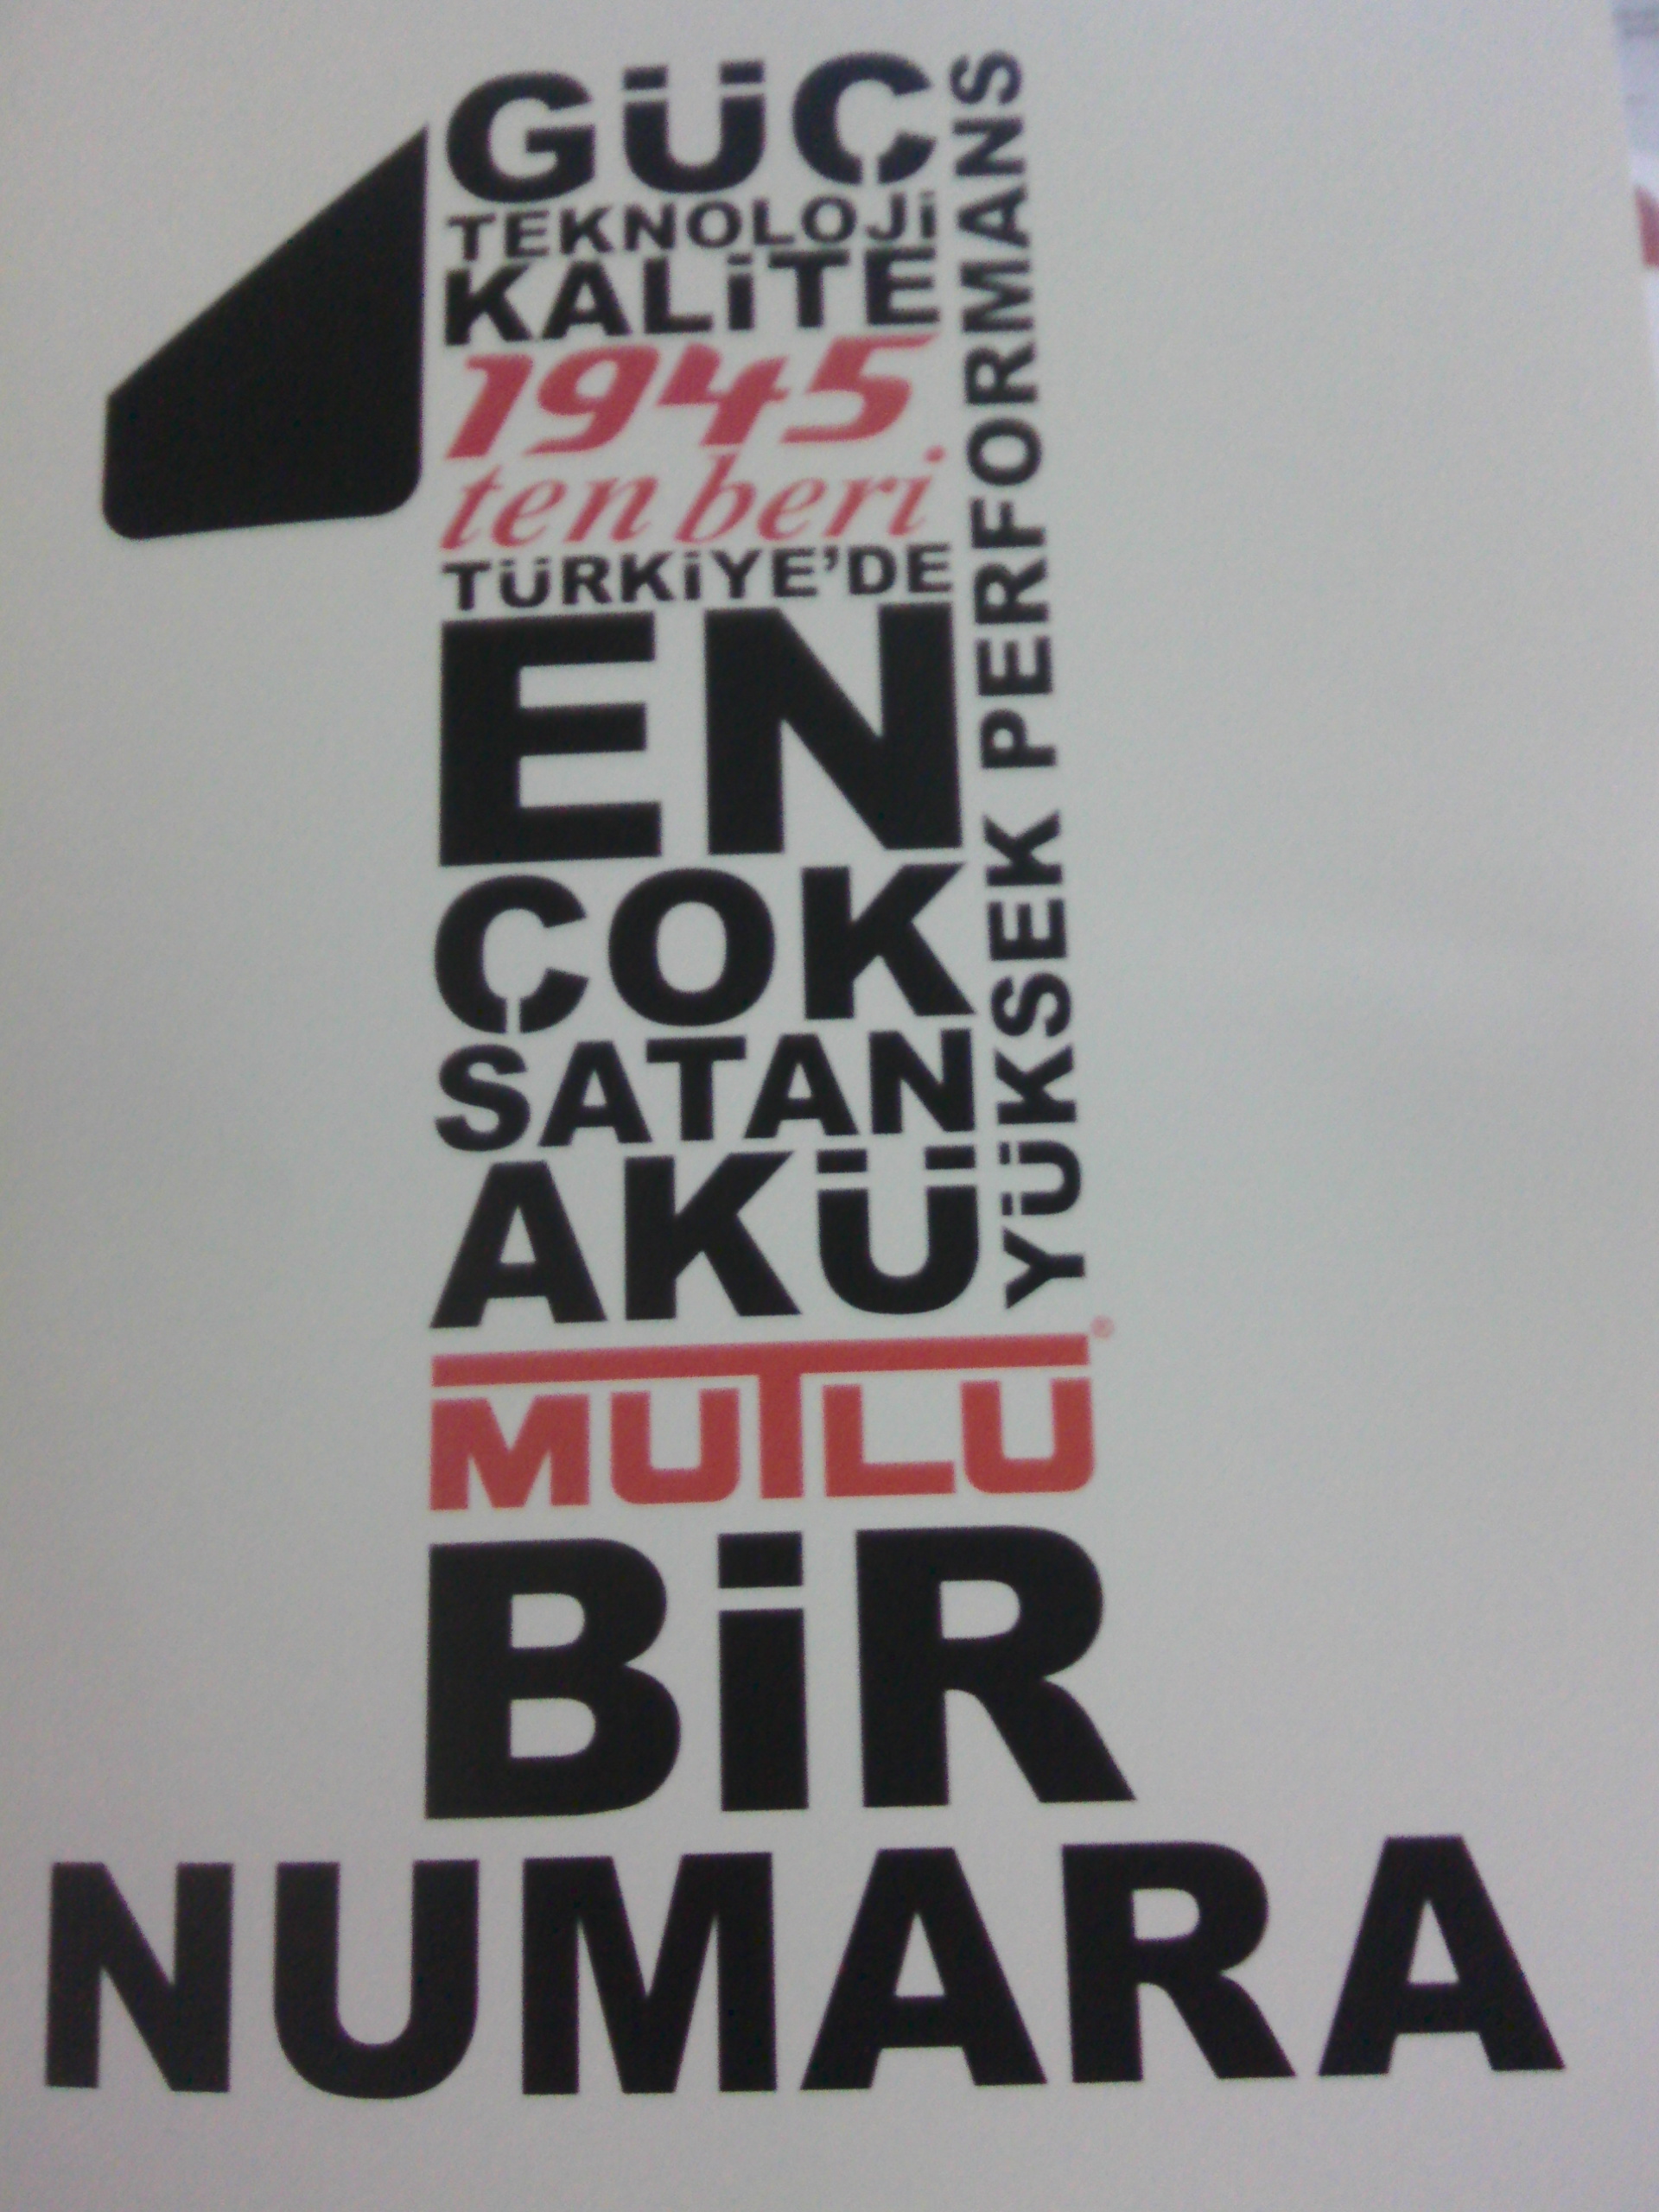 GÜÇ
TEKNOLOJİ
KALİTE
1945
ten beri
TÜRKİYE'DE
EN
ÇOK
SATAN
AKÜ
YÜKSEK PERFORMANS
MUTLU®
BİR
NUMARA